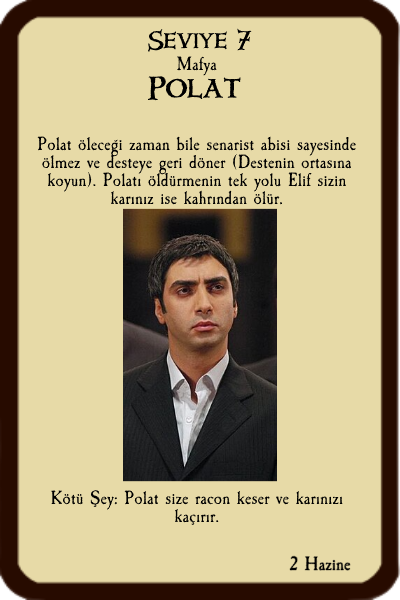 Seviye 7
Mafya
Polat
Polat öleceği zaman bile senarist abisi sayesinde
ölmez ve desteye geri döner (Destenin ortasına
koyun). Polatı öldürmenin tek yolu Elif sizin
karınız ise kahrından ölür.
Kötü Şey: Polat size racon keser ve karınızı
kaçırır.
2 Hazine